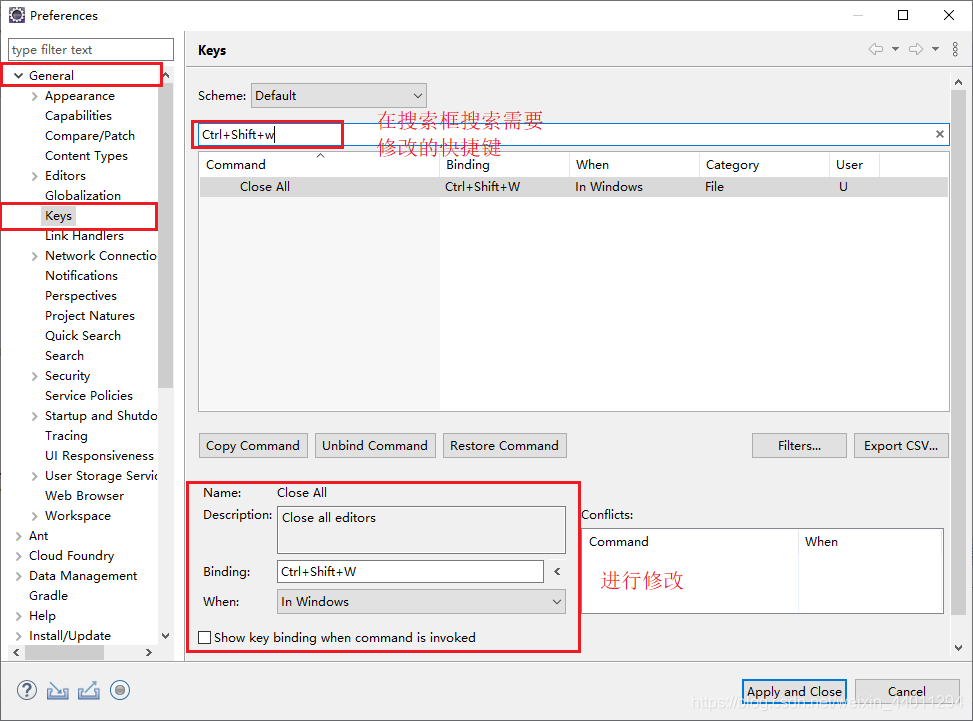 Preferences
type filter text
General
Appearance
Capabilities
Compare/Patch
Content Types
Editors
Globalization
Keys
Link Handlers
Network Connectio
Notifications
Perspectives
Project Natures
Quick Search
Search
Security
Service Policies
Startup and Shutdo
Tracing
UI Responsiveness
User Storage Servic
Web Browser
Workspace
Ant
Cloud Foundry
Data Management
Gradle
Help
Install/Update
Keys
Scheme: Default
Ctrl+Shift+w
在搜索框搜索需要
修改的快捷键
Command Binding When Category User
Close All Ctrl+Shift+W In Windows File U
Copy Command Unbind Command Restore Command Filters... Export CSV...
Name: Close All
Description: Close all editors
Binding: Ctrl+Shift+W
When: In Windows
Show key binding when command is invoked
Conflicts:
Command When
进行修改
Apply and Close Cancel
https://blog.csdn.net/weixin_44011294